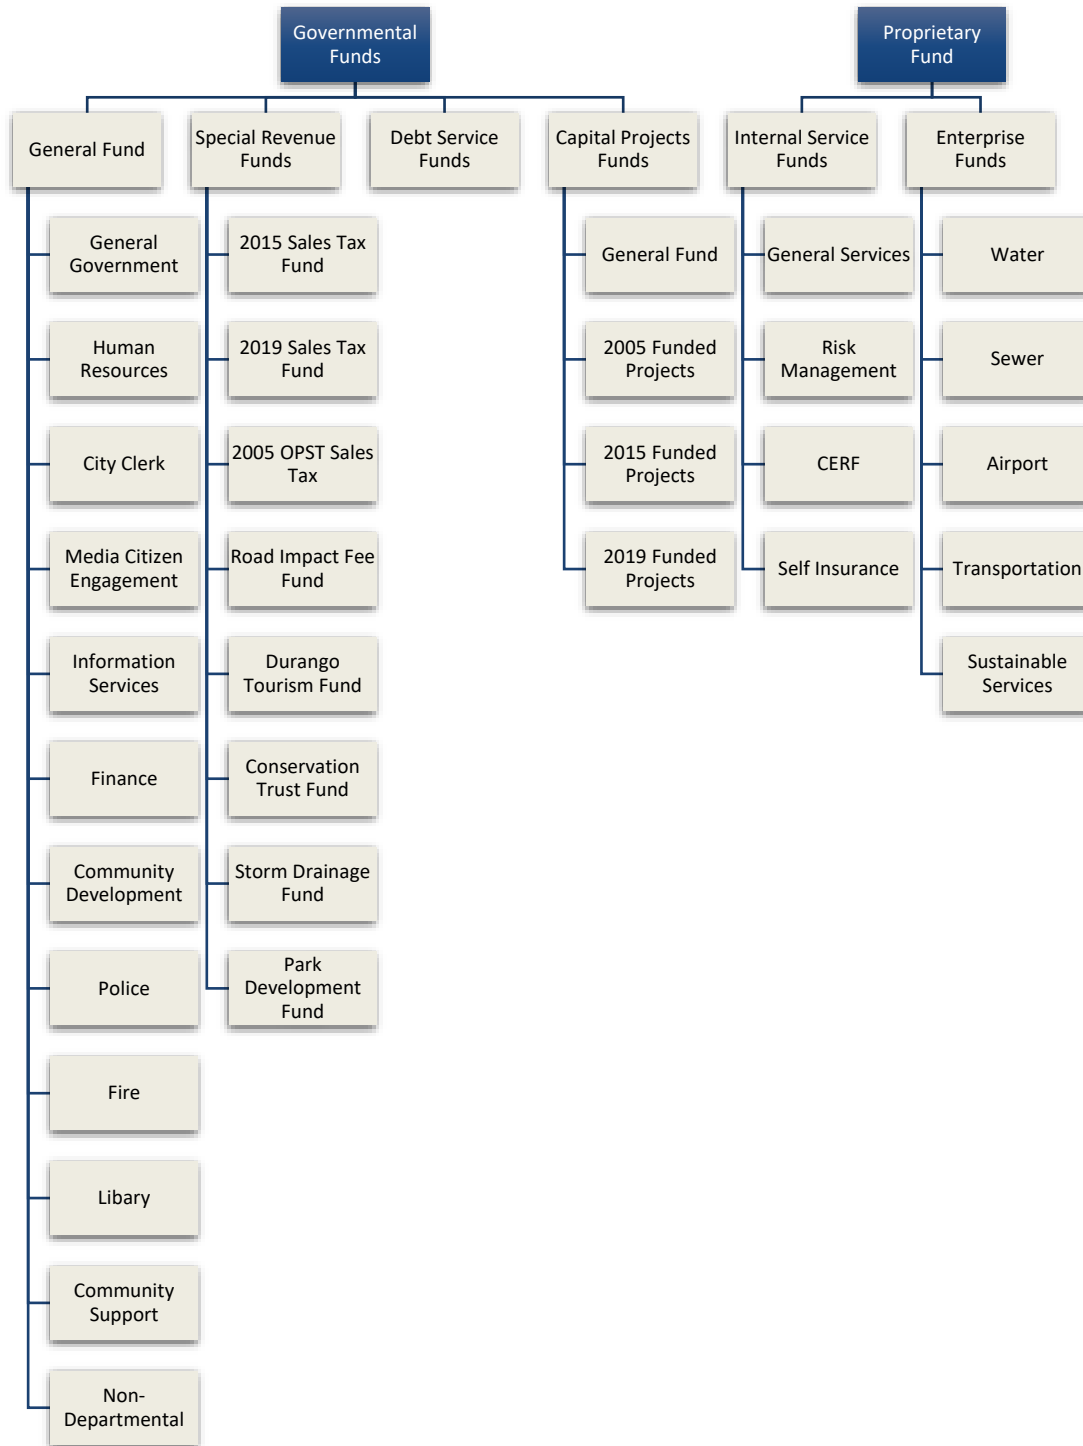 Governmental
Funds
Proprietary
Fund
General Fund
Special Revenue
Funds
Debt Service
Funds
Capital Projects
Funds
Internal Service
Funds
Enterprise
Funds
General
Government
Human
Resources
City Clerk
Media Citizen
Engagement
Information
Services
Finance
Community
Development
Police
Fire
Libary
Community
Support
Non-
Departmental
2015 Sales Tax
Fund
2019 Sales Tax
Fund
2005 OPST Sales
Tax
Road Impact Fee
Fund
Durango
Tourism Fund
Conservation
Trust Fund
Storm Drainage
Fund
Park
Development
Fund
General Fund
2005 Funded
Projects
2015 Funded
Projects
2019 Funded
Projects
General Services
Risk
Management
CERF
Self Insurance
Water
Sewer
Airport
Transportation
Sustainable
Services